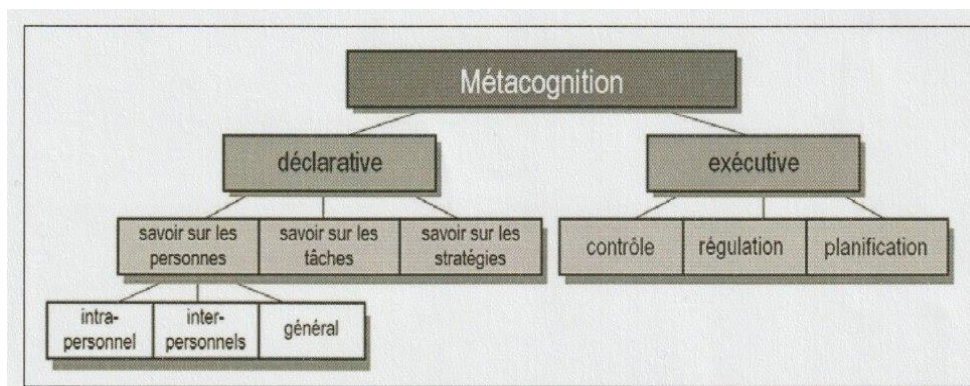 Métacognition
déclarative
exécutive
savoir sur les
personnes
savoir sur les
tâches
savoir sur les
stratégies
contrôle
régulation
planification
intra-
personnel
inter-
personnels
général